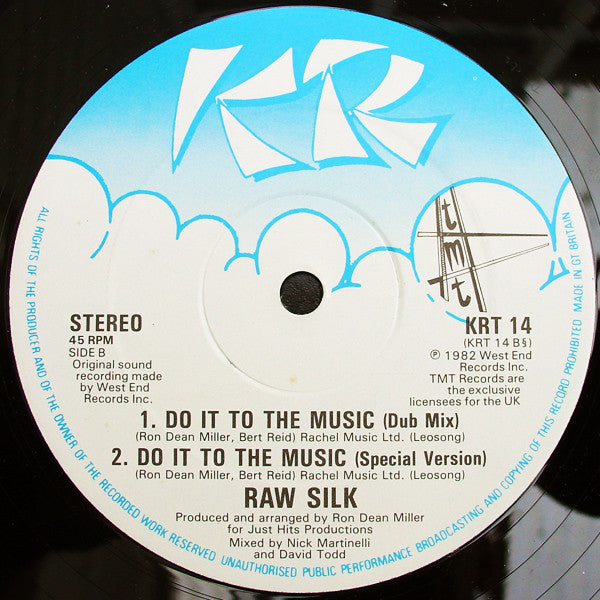 KR
tmt
STEREO
45 RPM
SIDE B
Original sound
recording made
by West End
Records Inc.
KRT 14
(KRT 14 B§)
℗ 1982 West End
Records Inc.
TMT Records are
the exclusive
licensees for the UK
1. DO IT TO THE MUSIC (Dub Mix)
(Ron Dean Miller, Bert Reid) Rachel Music Ltd. (Leosong)
2. DO IT TO THE MUSIC (Special Version)
(Ron Dean Miller, Bert Reid) Rachel Music Ltd. (Leosong)
RAW SILK
Produced and arranged by Ron Dean Miller
for Just Hits Productions
Mixed by Nick Martinelli
and David Todd
ALL RIGHTS OF THE PRODUCER AND OF THE OWNER OF THE RECORDED WORK RESERVED UNAUTHORISED PUBLIC PERFORMANCE BROADCASTING AND COPYING OF THIS RECORD PROHIBITED MADE IN GT BRITAIN